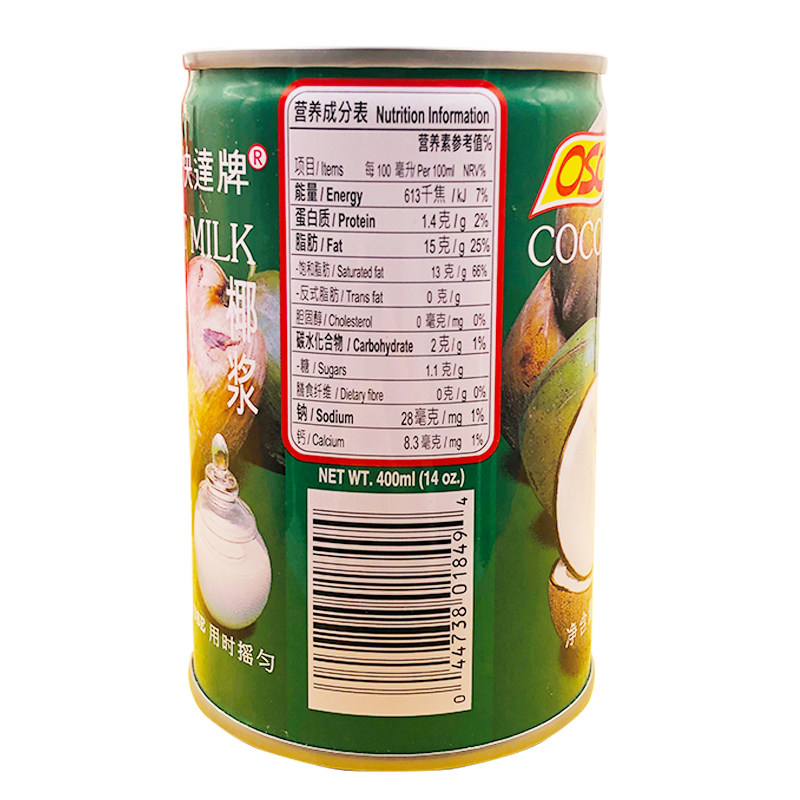 達牌®
MILK
椰浆
用时摇匀
营养成分表 Nutrition Information
营养素参考值%
项目/Items 每100毫升/Per 100ml NRV%
能量/Energy 613千焦/kJ 7%
蛋白质/Protein 1.4克/g 2%
脂肪/Fat 15克/g 25%
-饱和脂肪/Saturated fat 13克/g 66%
-反式脂肪/Trans fat 0克/g
胆固醇/Cholesterol 0毫克/mg 0%
碳水化合物/Carbohydrate 2克/g 1%
-糖/Sugars 1.1克/g
膳食纤维/Dietary fibre 0克/g 0%
钠/Sodium 28毫克/mg 1%
钙/Calcium 8.3毫克/mg 1%
NET WT. 400ml (14 oz.)
0 44738 01849 4
OSC
COCO
净含